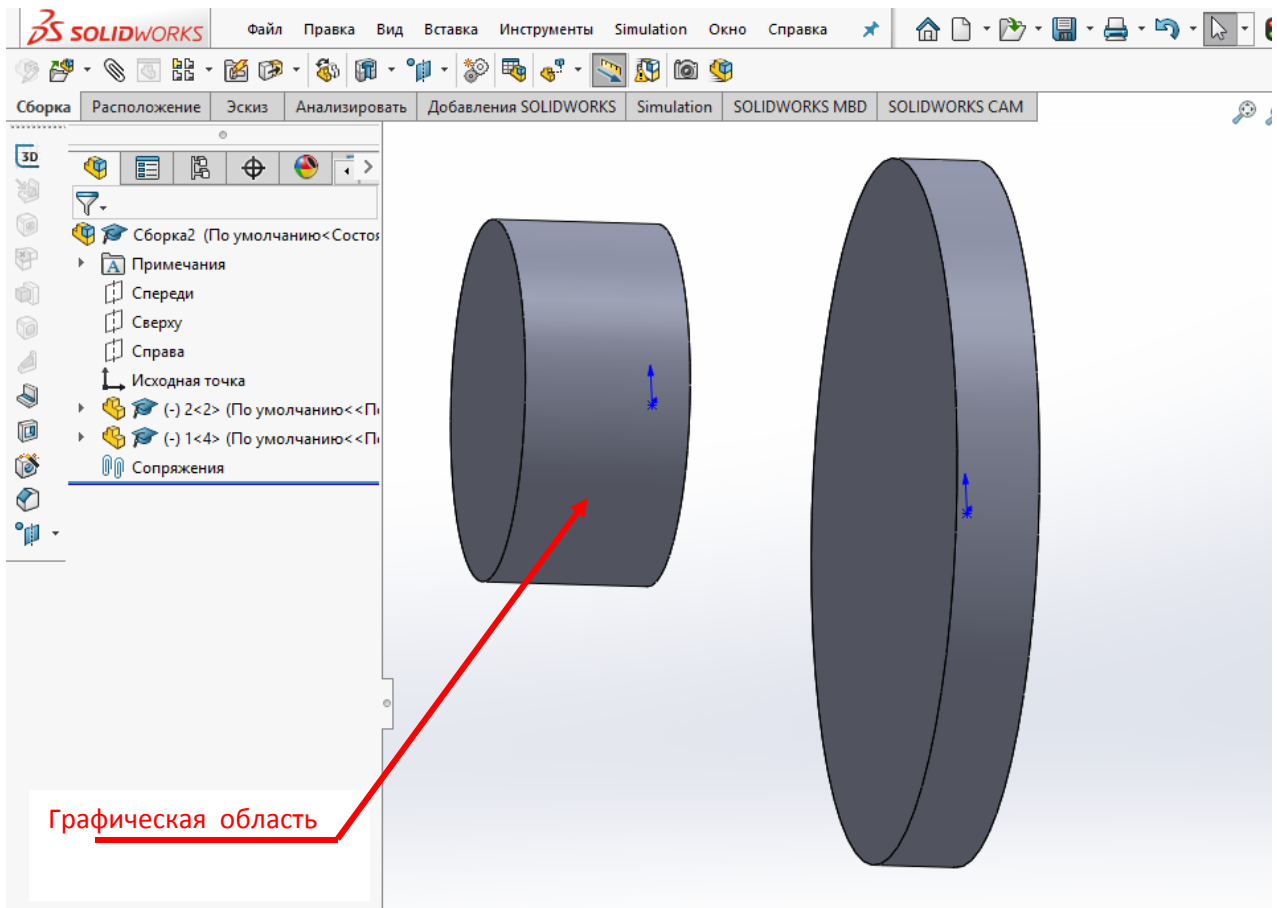 SOLIDWORKS Файл Правка Вид Вставка Инструменты Simulation Окно Справка
Сборка Расположение Эскиз Анализировать Добавления SOLIDWORKS Simulation SOLIDWORKS MBD SOLIDWORKS CAM
3D
Сборка2 (По умолчанию<Состоя
A Примечания
Спереди
Сверху
Справа
Исходная точка
(-) 2<2> (По умолчанию<<П
(-) 1<4> (По умолчанию<<П
Сопряжения
Графическая область